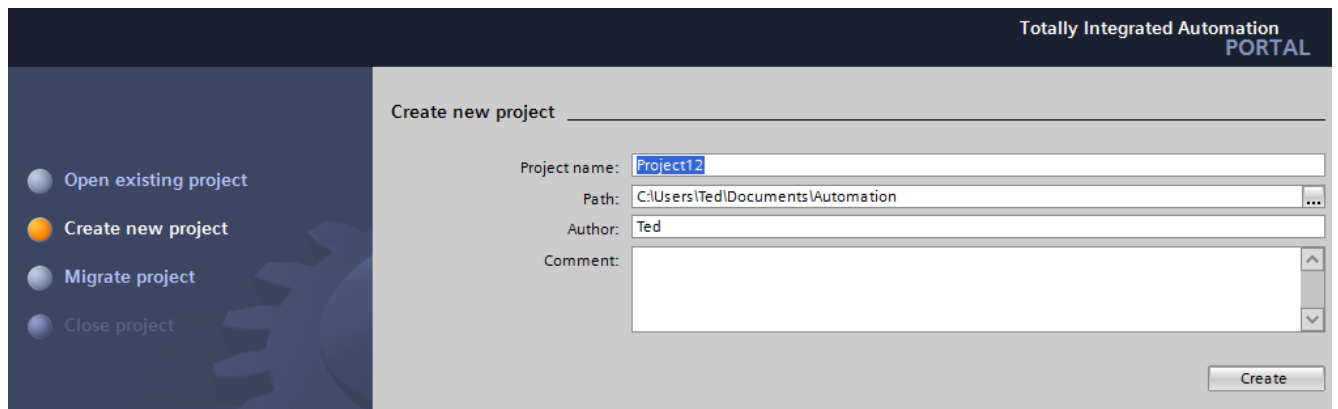 Totally Integrated Automation
PORTAL
Open existing project
Create new project
Migrate project
Close project
Create new project
Project name: Project12
Path: C:\Users\Ted\Documents\Automation ...
Author: Ted
Comment:
Create